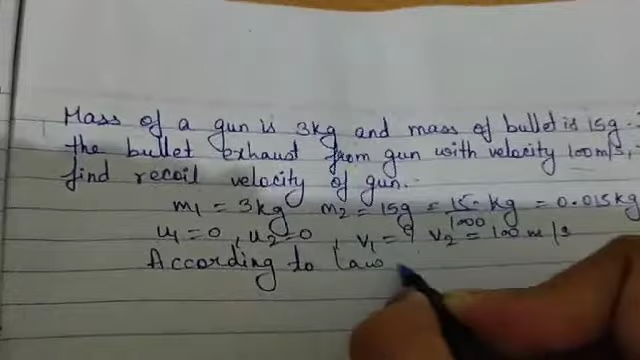 Mass of a gun is 3kg and mass of bullet is 15g.
the bullet exhaust from gun with velocity 100m/s,
find recoil velocity of gun.
m₁ = 3kg m₂ = 15g = 15/1000 kg = 0.015kg
u₁ = 0, u₂ = 0, v₁ = ? v₂ = 100 m/s
According to law